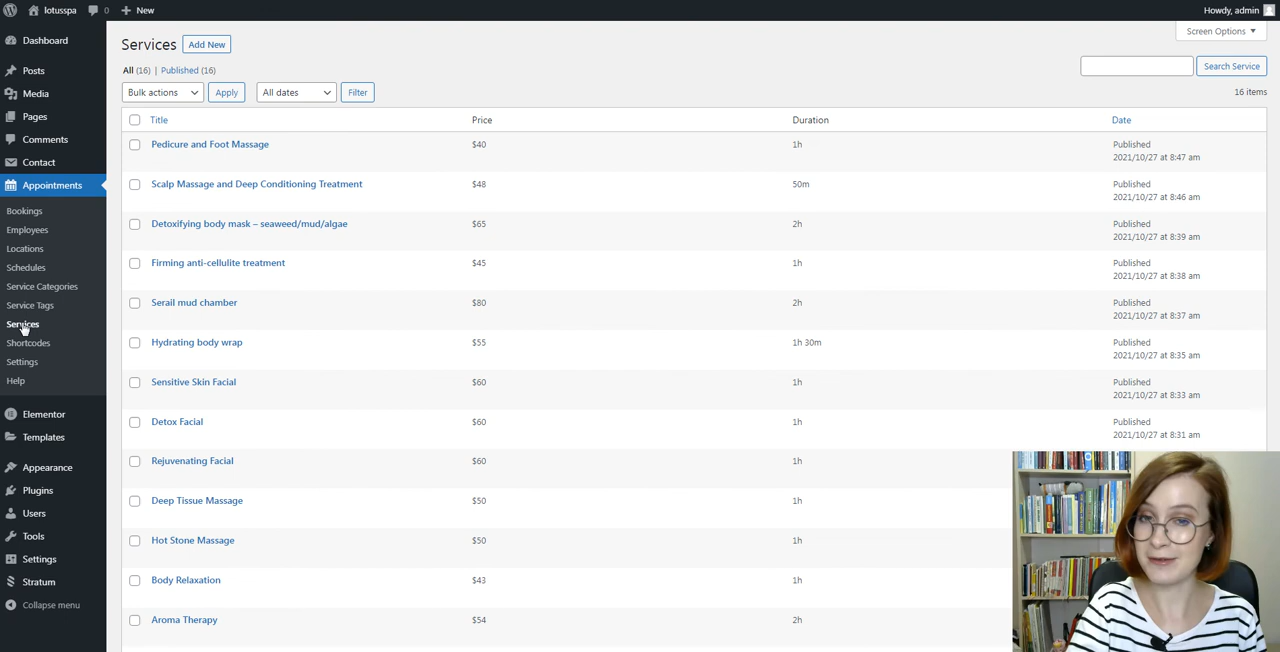 lotusspa 0 New Howdy, admin
Screen Options
Services Add New
All (16) | Published (16)
Search Service
Bulk actions Apply All dates Filter 16 items
Dashboard
Posts
Media
Pages
Comments
Contact
Appointments
Bookings
Employees
Locations
Schedules
Service Categories
Service Tags
Services
Shortcodes
Settings
Help
Elementor
Templates
Appearance
Plugins
Users
Tools
Settings
Stratum
Collapse menu
Title Price Duration Date
Pedicure and Foot Massage $40 1h Published
2021/10/27 at 8:47 am
Scalp Massage and Deep Conditioning Treatment $48 50m Published
2021/10/27 at 8:46 am
Detoxifying body mask – seaweed/mud/algae $65 2h Published
2021/10/27 at 8:39 am
Firming anti-cellulite treatment $45 1h Published
2021/10/27 at 8:38 am
Serail mud chamber $80 2h Published
2021/10/27 at 8:37 am
Hydrating body wrap $55 1h 30m Published
2021/10/27 at 8:35 am
Sensitive Skin Facial $60 1h Published
2021/10/27 at 8:33 am
Detox Facial $60 1h Published
2021/10/27 at 8:31 am
Rejuvenating Facial $60 1h
Deep Tissue Massage $50 1h
Hot Stone Massage $50 1h
Body Relaxation $43 1h
Aroma Therapy $54 2h